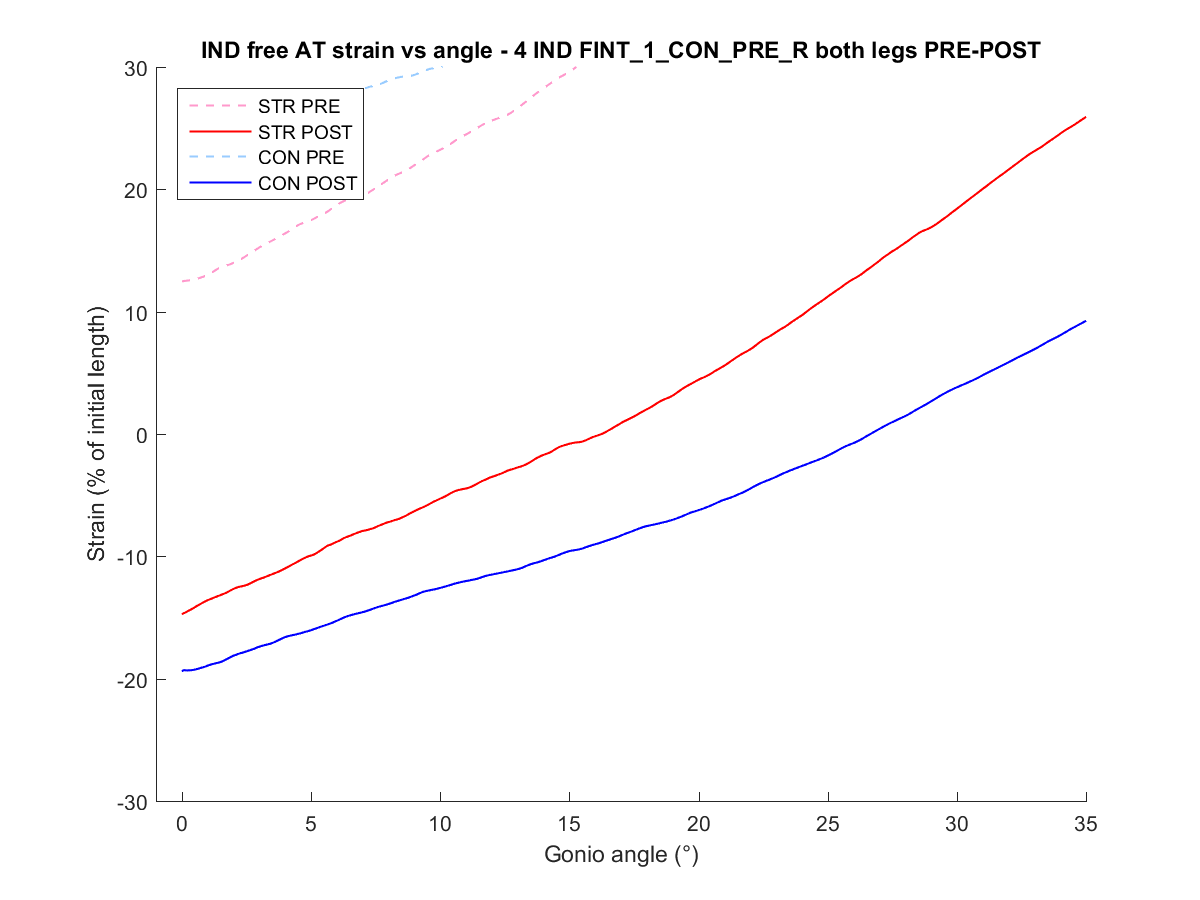 IND free AT strain vs angle - 4 IND FINT_1_CON_PRE_R both legs PRE-POST
30
20
10
0
-10
-20
-30
Strain (% of initial length)
STR PRE
STR POST
CON PRE
CON POST
0 5 10 15 20 25 30 35
Gonio angle (°)